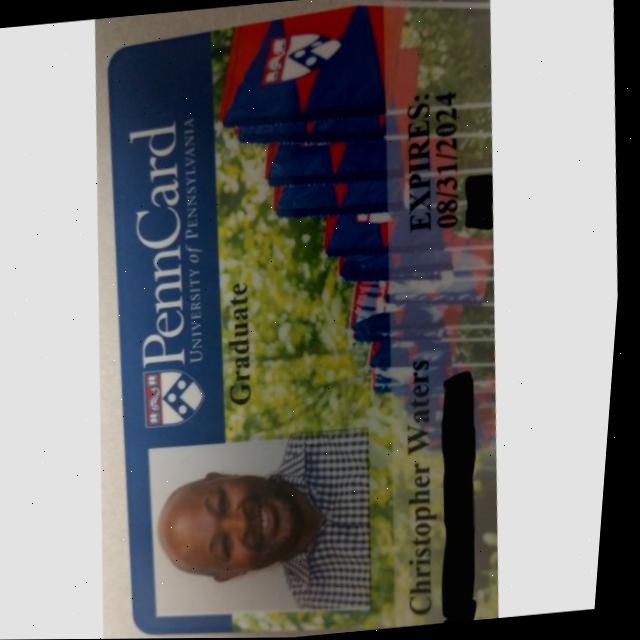 PennCard
UNIVERSITY of PENNSYLVANIA
Graduate
EXPIRES:
08/31/2024
Christopher Waters